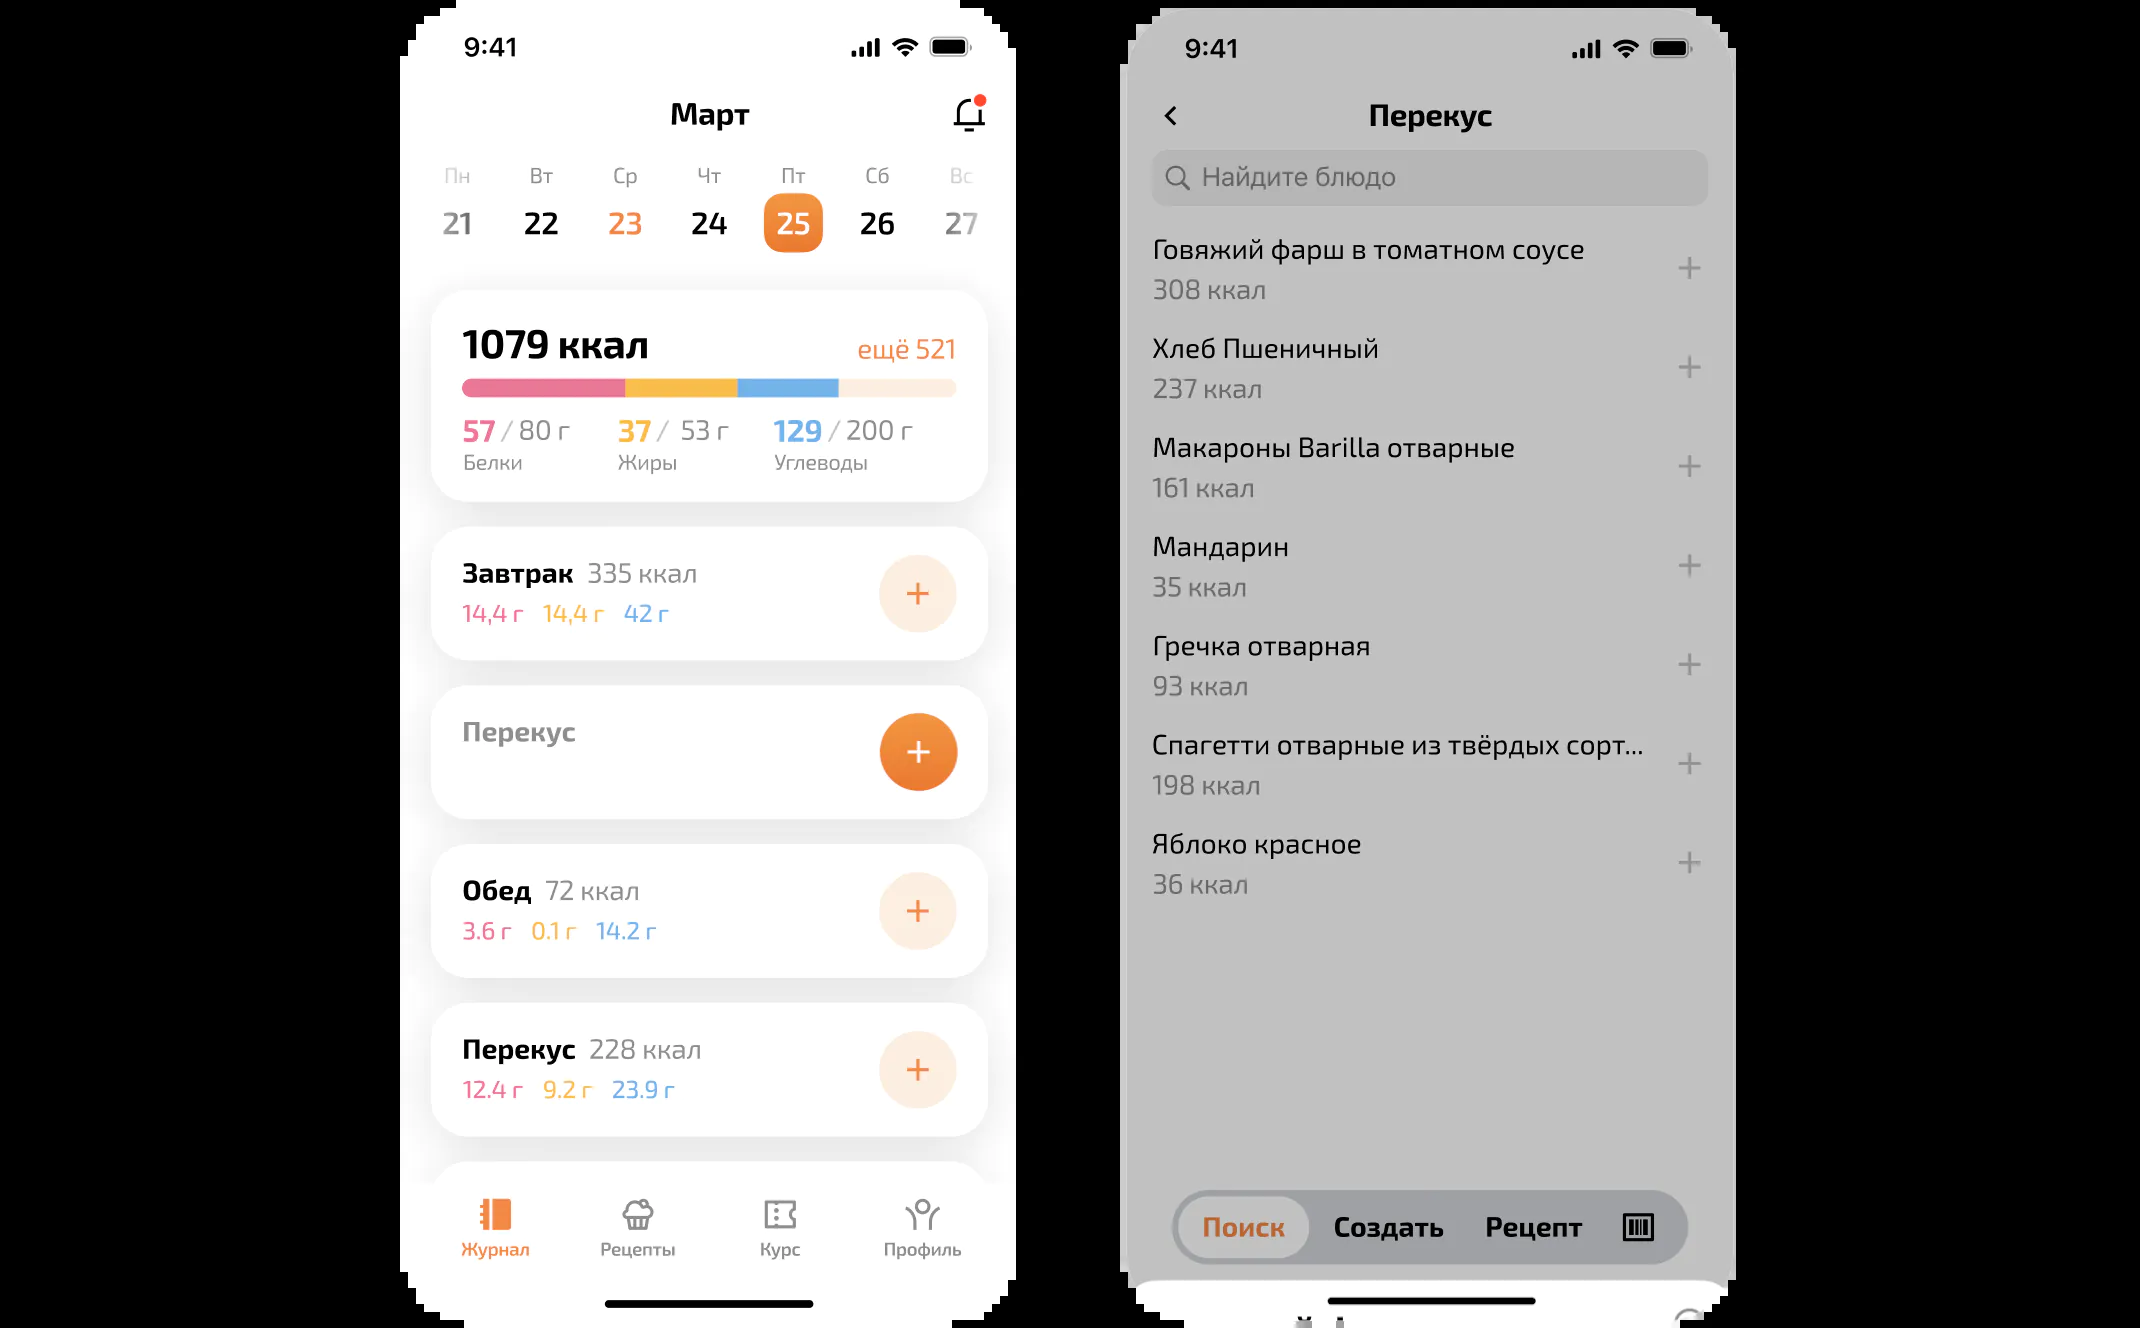 9:41
Март
Пн Вт Ср Чт Пт Сб Вс
21 22 23 24 25 26 27
1079 ккал ещё 521
57 / 80 г 37 / 53 г 129 / 200 г
Белки Жиры Углеводы
Завтрак 335 ккал
14,4 г 14,4 г 42 г
Перекус
Обед 72 ккал
3.6 г 0.1 г 14.2 г
Перекус 228 ккал
12.4 г 9.2 г 23.9 г
Журнал Рецепты Курс Профиль
9:41
Перекус
Найдите блюдо
Говяжий фарш в томатном соусе
308 ккал
Хлеб Пшеничный
237 ккал
Макароны Barilla отварные
161 ккал
Мандарин
35 ккал
Гречка отварная
93 ккал
Спагетти отварные из твёрдых сорт...
198 ккал
Яблоко красное
36 ккал
Поиск Создать Рецепт